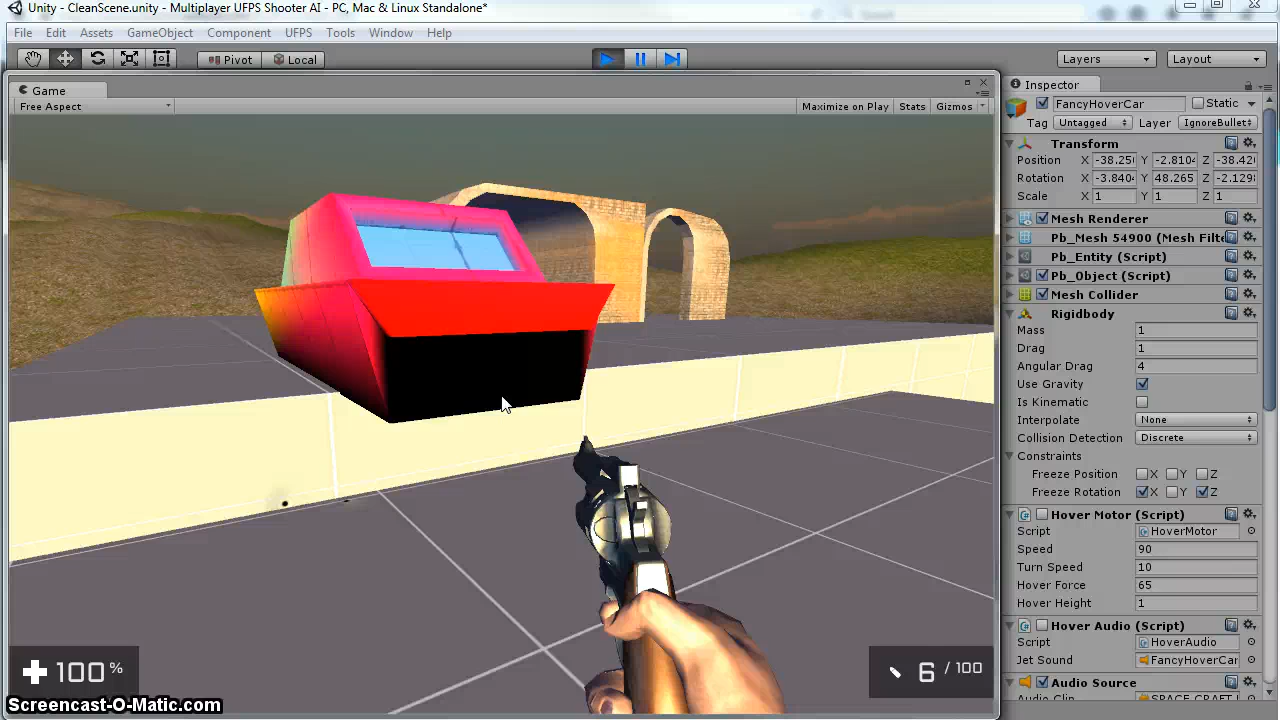 Unity - CleanScene.unity - Multiplayer UFPS Shooter AI - PC, Mac & Linux Standalone*
File Edit Assets GameObject Component UFPS Tools Window Help
Pivot Local Layers Layout
Game
Free Aspect Maximize on Play Stats Gizmos
Inspector
FancyHoverCar Static
Tag Untagged Layer IgnoreBullet
Transform
Position X -38.25 Y -2.810 Z -38.42
Rotation X -3.840 Y 48.265 Z -2.129
Scale X 1 Y 1 Z 1
Mesh Renderer
Pb_Mesh 54900 (Mesh Filte
Pb_Entity (Script)
Pb_Object (Script)
Mesh Collider
Rigidbody
Mass 1
Drag 1
Angular Drag 4
Use Gravity
Is Kinematic
Interpolate None
Collision Detection Discrete
Constraints
Freeze Position X Y Z
Freeze Rotation X Y Z
Hover Motor (Script)
Script HoverMotor
Speed 90
Turn Speed 10
Hover Force 65
Hover Height 1
Hover Audio (Script)
Script HoverAudio
Jet Sound FancyHoverCar
Audio Source
Audio Clip SPACE CRAFT
100%
6 / 100
Screencast-O-Matic.com